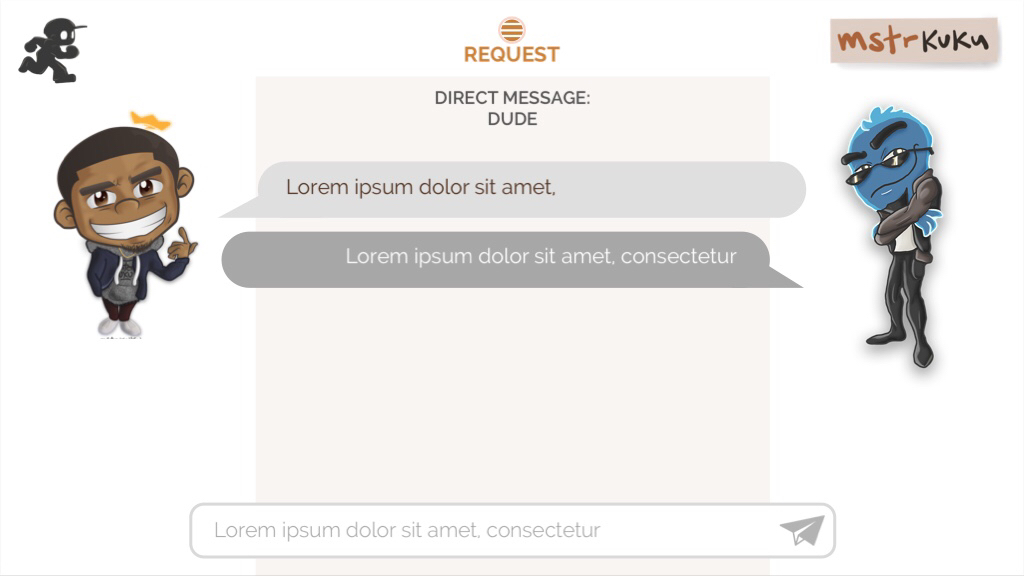 REQUEST
mstrKuKu
DIRECT MESSAGE:
DUDE
Lorem ipsum dolor sit amet,
Lorem ipsum dolor sit amet, consectetur
Lorem ipsum dolor sit amet, consectetur